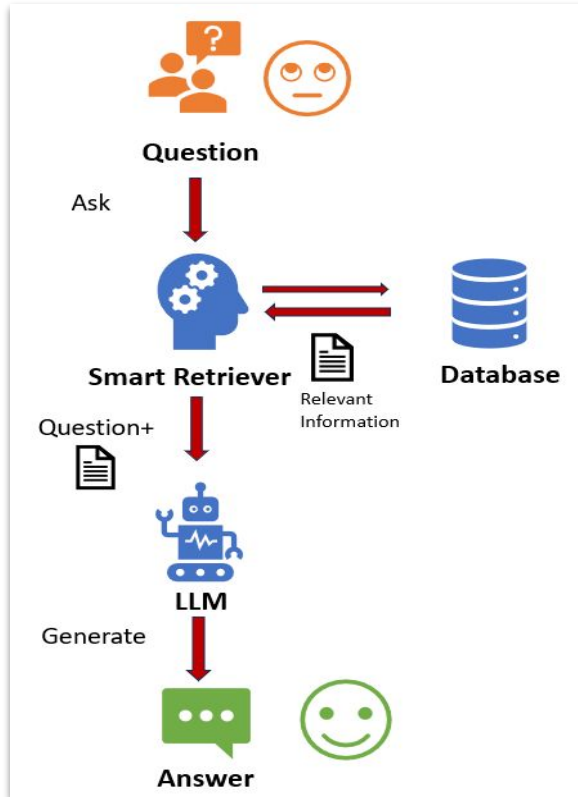 ?
Question
Ask
Smart Retriever
Database
Relevant
Information
Question+
LLM
Generate
Answer